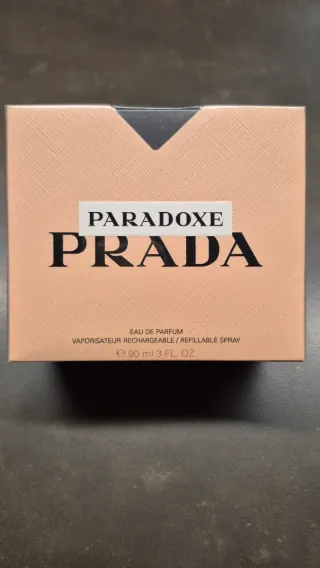 PARADOXE
PRADA
EAU DE PARFUM
VAPORISATEUR RECHARGEABLE / REFILLABLE SPRAY
℮ 90 ml 3 FL. OZ